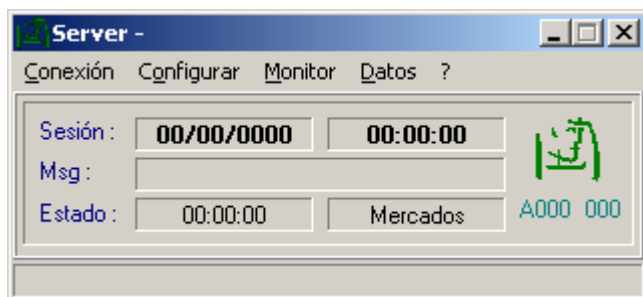 Server -
Conexión Configurar Monitor Datos ?
Sesión : 00/00/0000 00:00:00
Msg :
Estado : 00:00:00 Mercados
A000 000